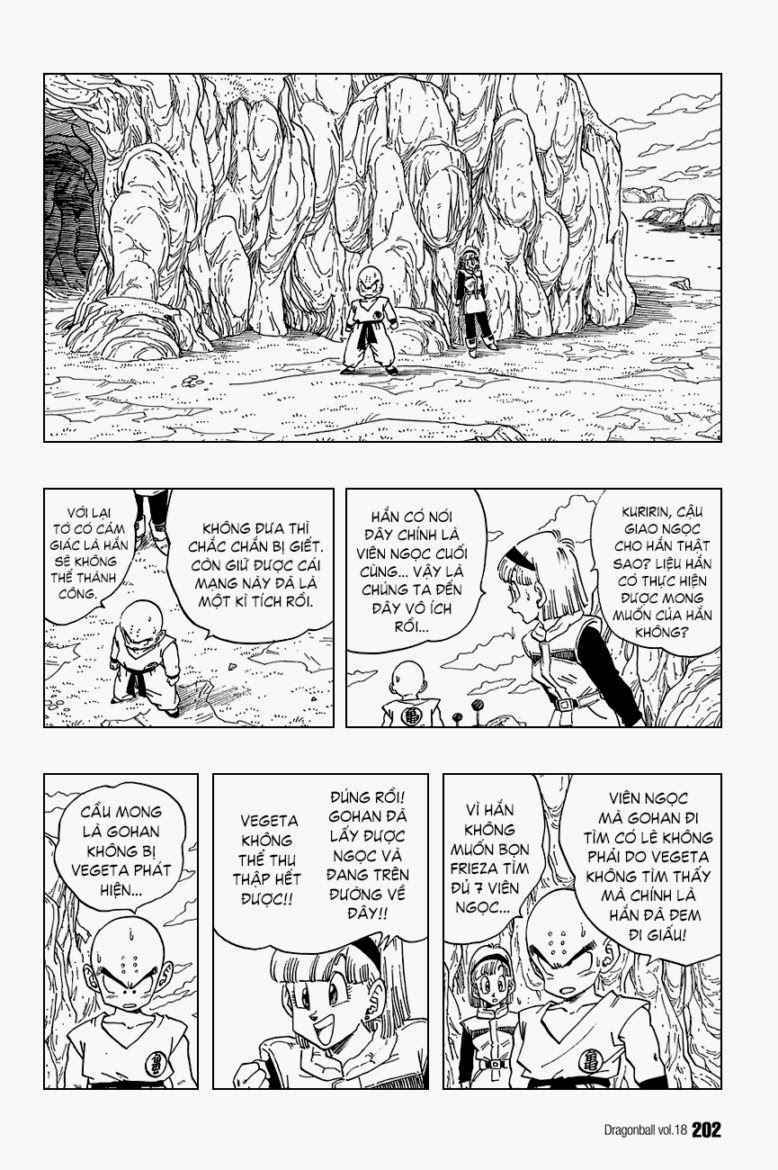 KURIRIN, CẬU
GIAO NGỌC
CHO HẮN THẬT
SAO? LIỆU HẮN
CÓ THỰC HIỆN
ĐƯỢC MONG
MUỐN CỦA HẮN
KHÔNG?
HẮN CÓ NÓI
ĐÂY CHÍNH LÀ
VIÊN NGỌC CUỐI
CÙNG... VẬY LÀ
CHÚNG TA ĐẾN
ĐÂY VÔ ÍCH
RỒI...
KHÔNG ĐƯA THÌ
CHẮC CHẮN BỊ GIẾT.
CÒN GIỮ ĐƯỢC CÁI
MẠNG NÀY ĐÃ LÀ
MỘT KÌ TÍCH RỒI.
VỚI LẠI
TỚ CÓ CẢM
GIÁC LÀ HẮN
SẼ KHÔNG
THỂ THÀNH
CÔNG.
VIÊN NGỌC
MÀ GOHAN ĐI
TÌM CÓ LẼ KHÔNG
PHẢI DO VEGETA
KHÔNG TÌM THẤY
MÀ CHÍNH LÀ
HẮN ĐÃ ĐEM
ĐI GIẤU!
VÌ HẮN
KHÔNG
MUỐN BỌN
FRIEZA TÌM
ĐỦ 7 VIÊN
NGỌC...
ĐÚNG RỒI!
GOHAN ĐÃ
LẤY ĐƯỢC
NGỌC VÀ
ĐANG TRÊN
ĐƯỜNG VỀ
ĐÂY!!
VEGETA
KHÔNG
THỂ THU
THẬP HẾT
ĐƯỢC!!
CẦU MONG
LÀ GOHAN
KHÔNG BỊ
VEGETA PHÁT
HIỆN...
亀
亀
Dragonball vol.18 202